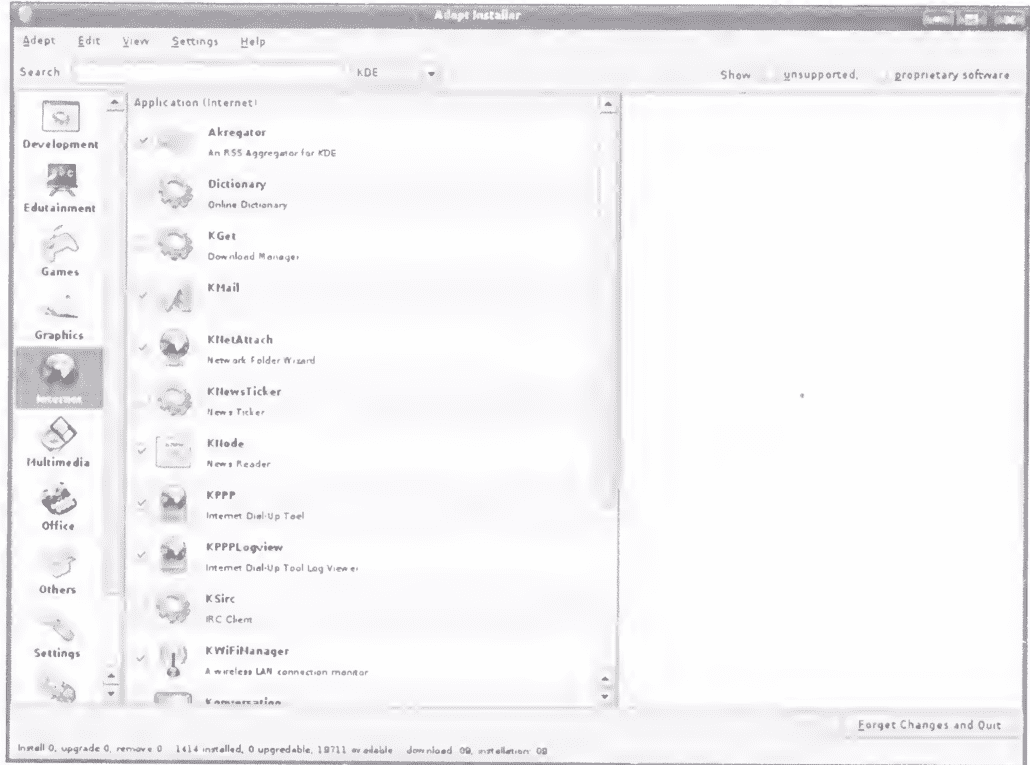 Adept Installer
Adept Edit View Settings Help
Search KDE Show unsupported, proprietary software
Application (Internet)
Development
Edutainment
Games
Graphics
Internet
Multimedia
Office
Others
Settings
Akregator
An RSS Aggregator for KDE
Dictionary
Online Dictionary
KGet
Download Manager
KMail
KNetAttach
Network Folder Wizard
KNewsTicker
News Ticker
KNode
News Reader
KPPP
Internet Dial-Up Tool
KPPPLogview
Internet Dial-Up Tool Log Viewer
KSirc
IRC Client
KWiFiManager
A wireless LAN connection monitor
Konversation
Forget Changes and Quit
Install 0, upgrade 0, remove 0 1414 installed, 0 upgredable, 18711 available download 0B, installation 0B